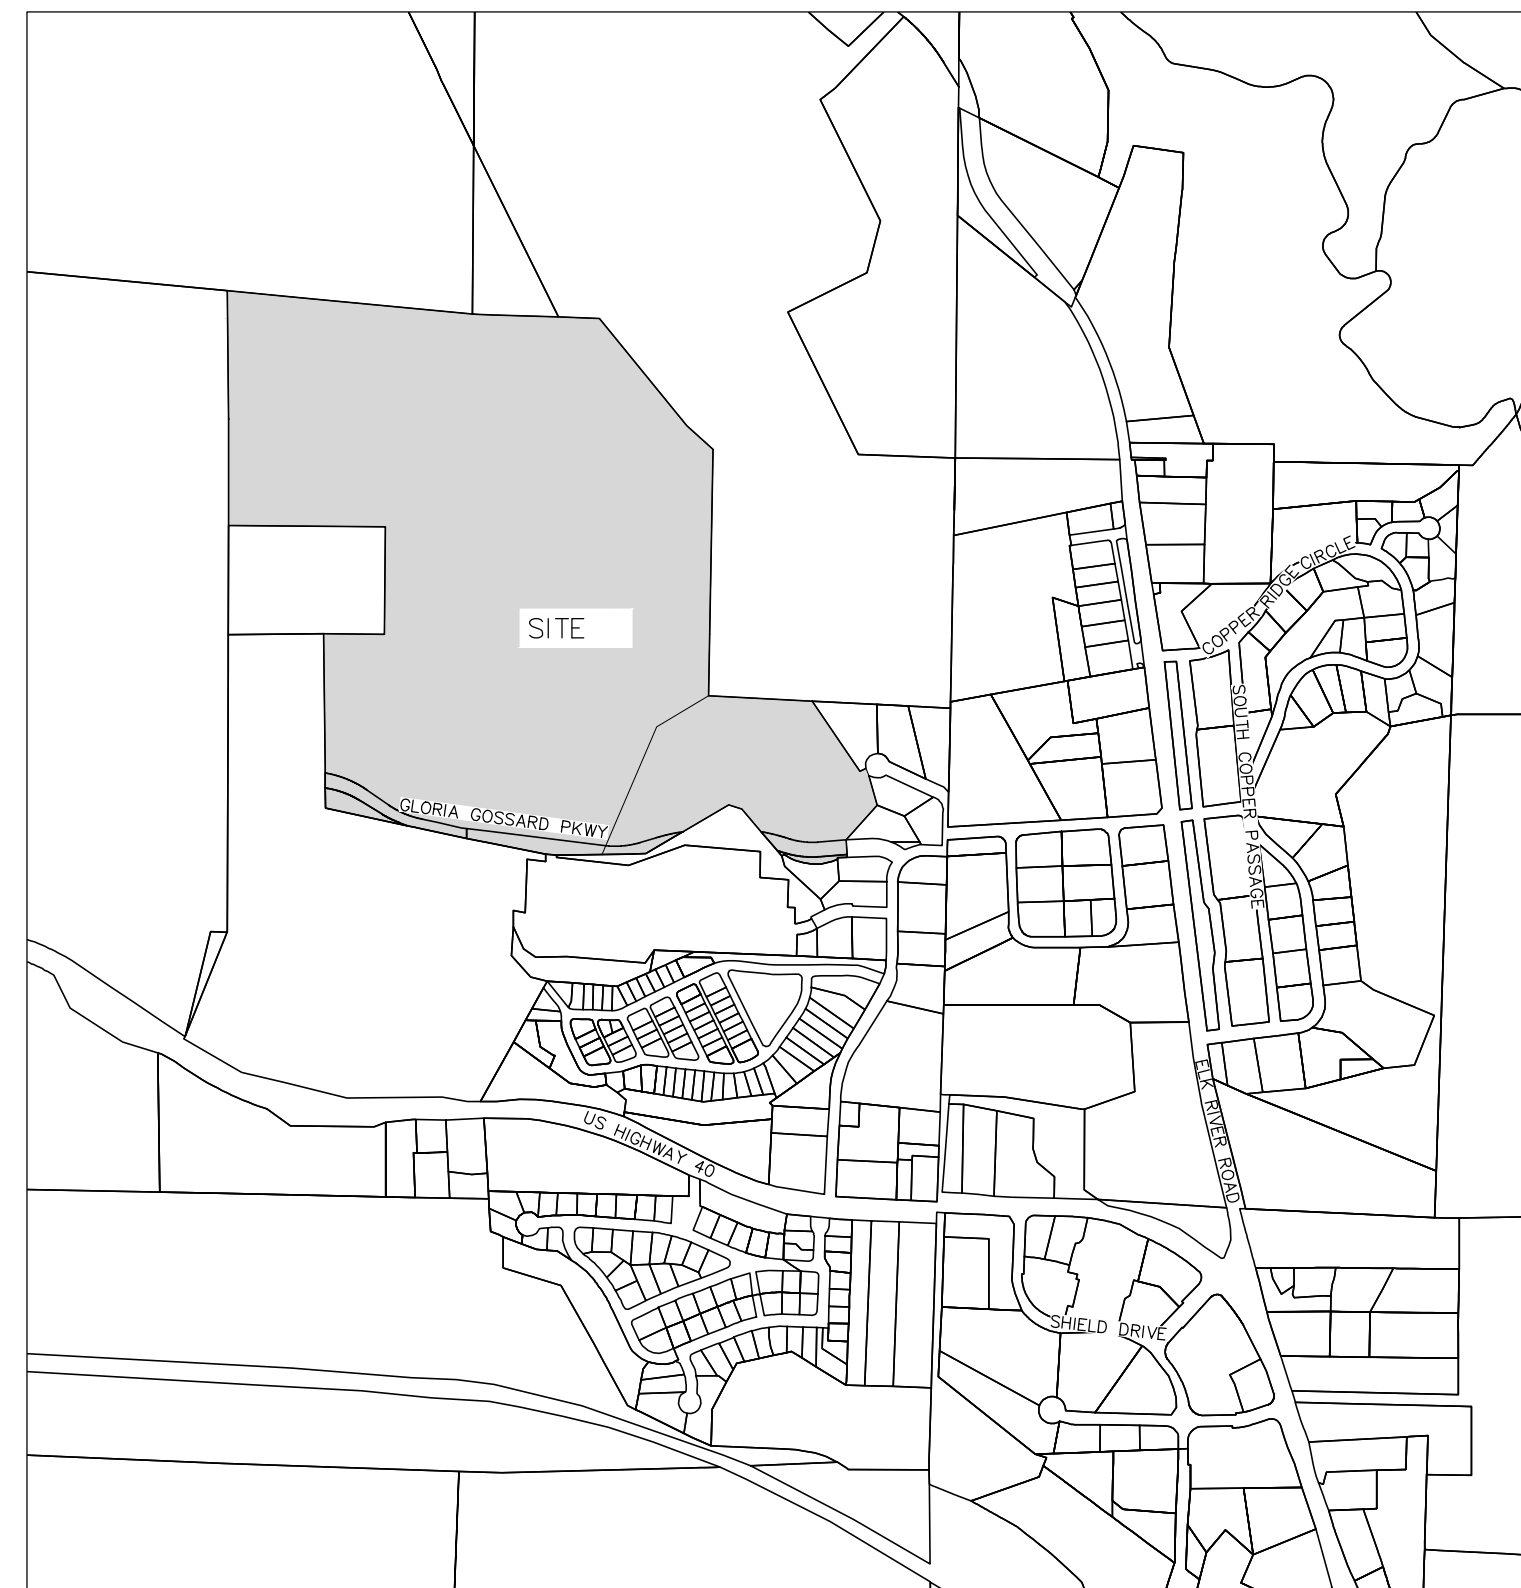 COPPER RIDGE CIRCLE
SITE
SOUTH COPPER PASSAGE
GLORIA GOSSARD PKWY
US HIGHWAY 40
ELK RIVER ROAD
SHIELD DRIVE